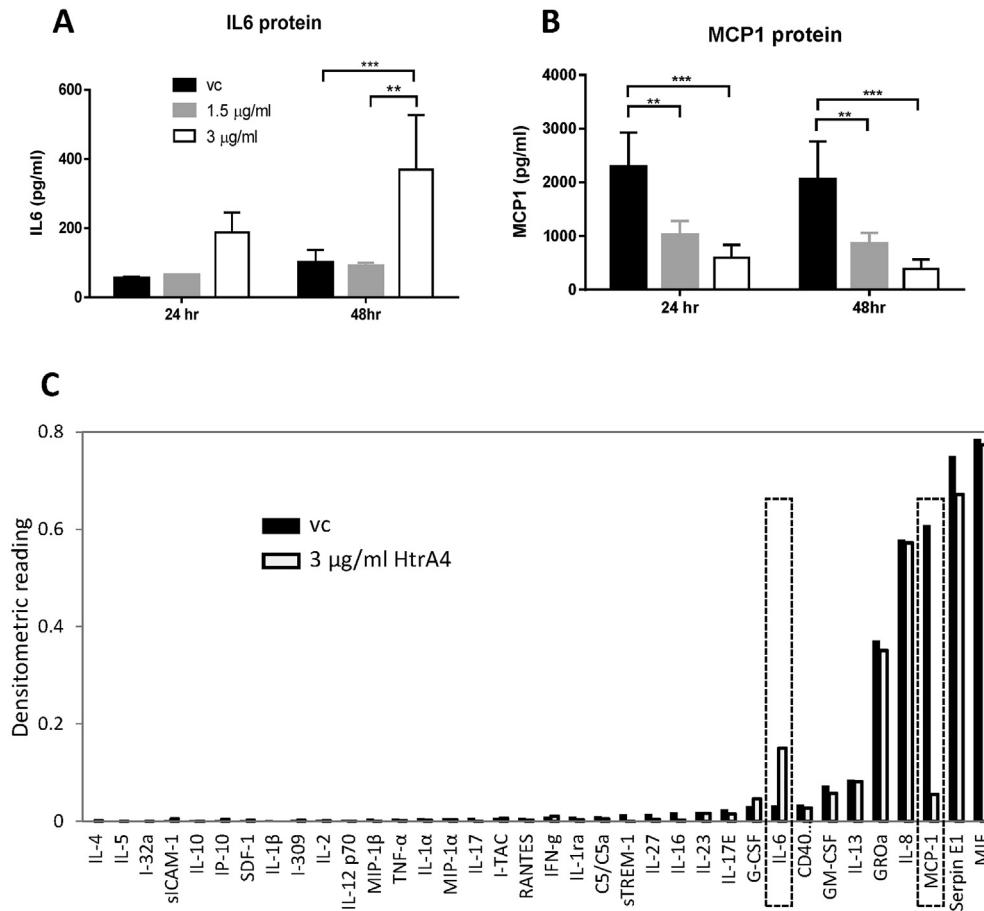 A
IL6 protein
IL6 (pg/ml)
600
400
200
0
vc
1.5 µg/ml
3 µg/ml
***
**
24 hr
48hr
B
MCP1 protein
MCP1 (pg/ml)
4000
3000
2000
1000
0
***
**
***
**
24 hr
48hr
C
Densitometric reading
0.8
0.6
0.4
0.2
0
vc
3 µg/ml HtrA4
IL-4
IL-5
I-32a
sICAM-1
IL-10
IP-10
SDF-1
IL-1β
I-309
IL-2
IL-12 p70
MIP-1β
TNF-α
IL-1α
MIP-1α
IL-17
I-TAC
RANTES
IFN-g
IL-1ra
C5/C5a
sTREM-1
IL-27
IL-16
IL-23
IL-17E
G-CSF
IL-6
CD40...
GM-CSF
IL-13
GROa
IL-8
MCP-1
Serpin E1
MIF